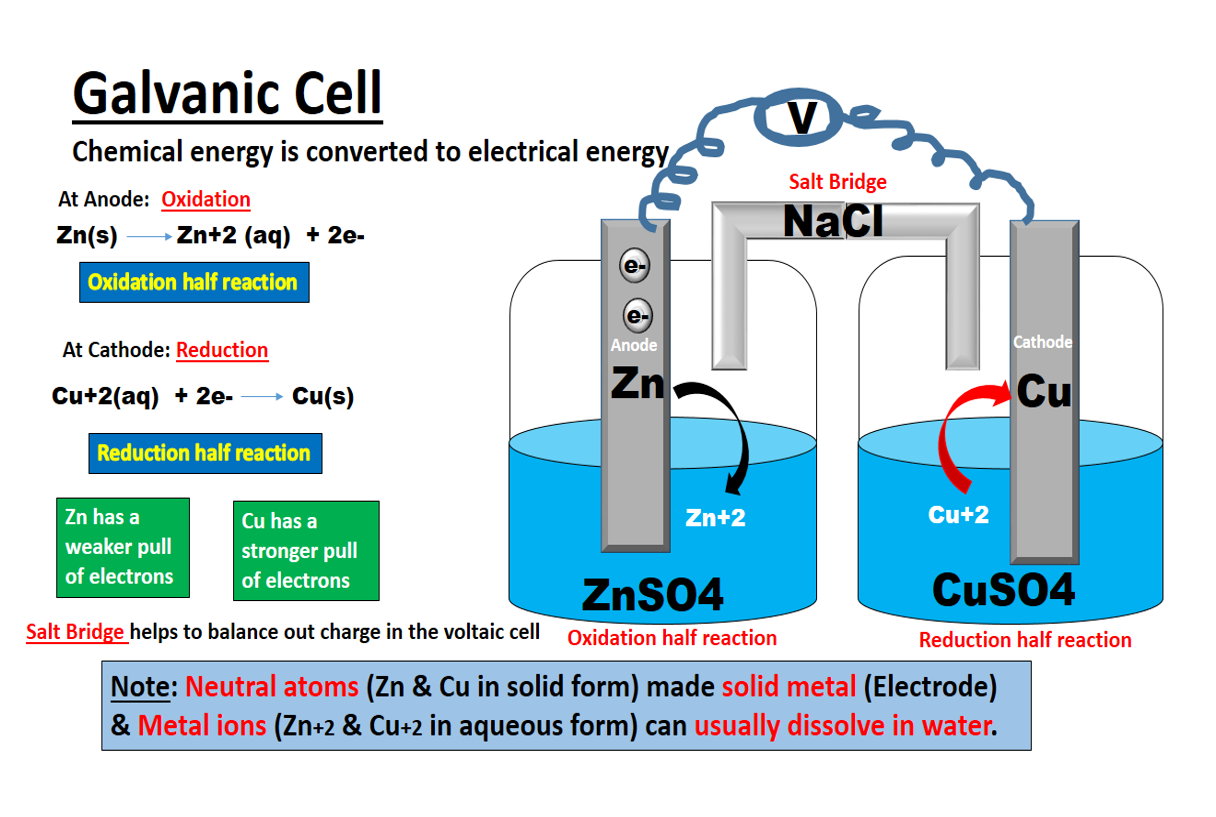 Galvanic Cell
Chemical energy is converted to electrical energy
At Anode: Oxidation
Zn(s) Zn+2 (aq) + 2e-
Oxidation half reaction
At Cathode: Reduction
Cu+2(aq) + 2e- Cu(s)
Reduction half reaction
Zn has a
weaker pull
of electrons
Cu has a
stronger pull
of electrons
Salt Bridge helps to balance out charge in the voltaic cell
V
Salt Bridge
NaCl
e-
e-
Anode
Zn
Zn+2
ZnSO4
Oxidation half reaction
Cathode
Cu
Cu+2
CuSO4
Reduction half reaction
Note: Neutral atoms (Zn & Cu in solid form) made solid metal (Electrode)
& Metal ions (Zn+2 & Cu+2 in aqueous form) can usually dissolve in water.